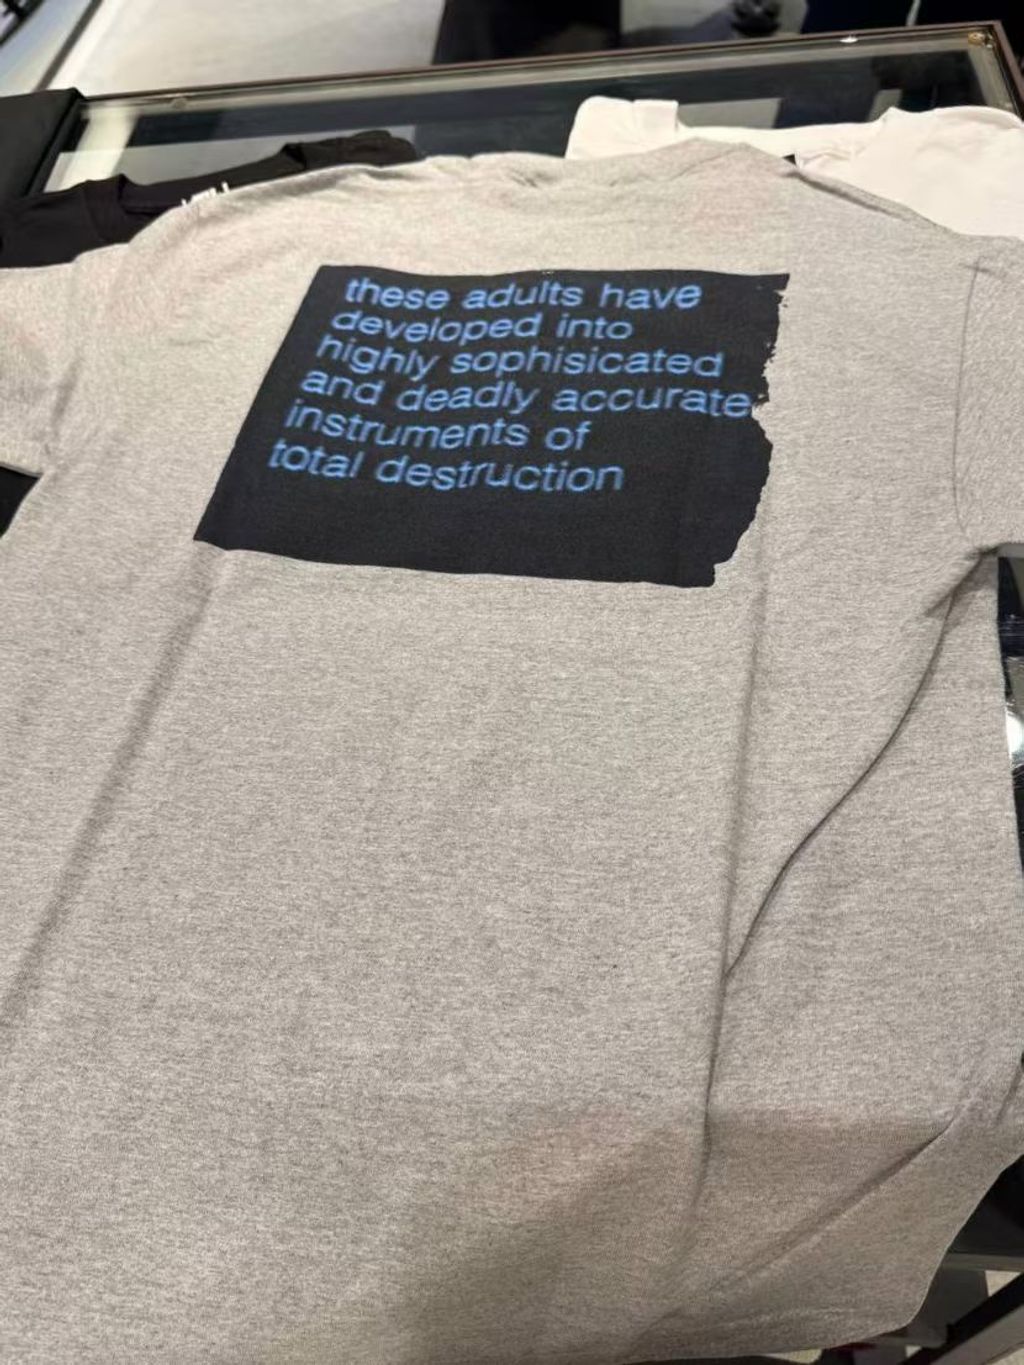 these adults have
developed into
highly sophisicated
and deadly accurate
instruments of
total destruction